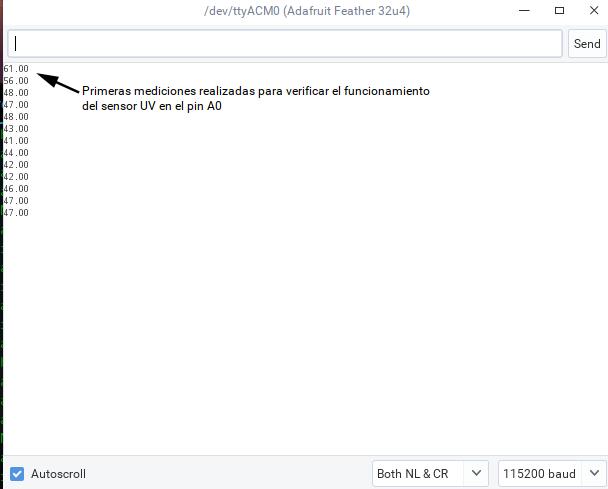 /dev/ttyACM0 (Adafruit Feather 32u4)
Send
61.00
56.00
48.00
47.00
48.00
43.00
41.00
44.00
42.00
42.00
46.00
47.00
47.00
Primeras mediciones realizadas para verificar el funcionamiento
del sensor UV en el pin A0
Autoscroll
Both NL & CR
115200 baud